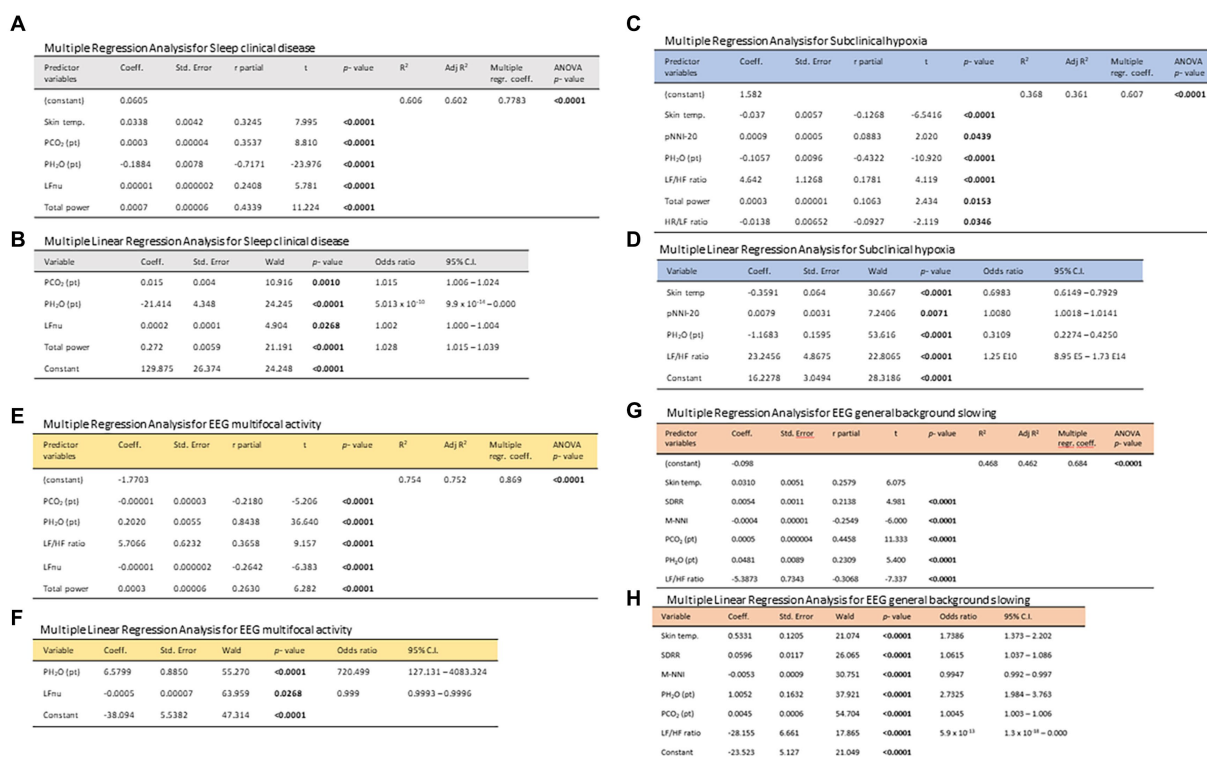 A
Multiple Regression Analysis for Sleep clinical disease
Predictor variables Coeff. Std. Error r partial t p- value R² Adj R² Multiple regr. coeff. ANOVA p- value
(constant) 0.0605 0.606 0.602 0.7783 <0.0001
Skin temp. 0.0338 0.0042 0.3245 7.995 <0.0001
PCO₂ (pt) 0.0003 0.00004 0.3537 8.810 <0.0001
PH₂O (pt) -0.1884 0.0078 -0.7171 -23.976 <0.0001
LFnu 0.00001 0.000002 0.2408 5.781 <0.0001
Total power 0.0007 0.00006 0.4339 11.224 <0.0001
B
Multiple Linear Regression Analysis for Sleep clinical disease
Variable Coeff. Std. Error Wald p- value Odds ratio 95% C.I.
PCO₂ (pt) 0.015 0.004 10.916 0.0010 1.015 1.006 – 1.024
PH₂O (pt) -21.414 4.348 24.245 <0.0001 5.013 x 10⁻¹⁰ 9.9 x 10⁻¹⁴ – 0.000
LFnu 0.0002 0.0001 4.904 0.0268 1.002 1.000 – 1.004
Total power 0.272 0.0059 21.191 <0.0001 1.028 1.015 – 1.039
Constant 129.875 26.374 24.248 <0.0001
C
Multiple Regression Analysis for Subclinical hypoxia
Predictor variables Coeff. Std. Error r partial t p- value R² Adj R² Multiple regr. coeff. ANOVA p- value
(constant) 1.582 0.368 0.361 0.607 <0.0001
Skin temp. -0.037 0.0057 -0.1268 -6.5416 <0.0001
pNNI-20 0.0009 0.0005 0.0883 2.020 0.0439
PH₂O (pt) -0.1057 0.0096 -0.4322 -10.920 <0.0001
LF/HF ratio 4.642 1.1268 0.1781 4.119 <0.0001
Total power 0.0003 0.00001 0.1063 2.434 0.0153
HR/LF ratio -0.0138 0.00652 -0.0927 -2.119 0.0346
D
Multiple Linear Regression Analysis for Subclinical hypoxia
Variable Coeff. Std. Error Wald p- value Odds ratio 95% C.I.
Skin temp -0.3591 0.064 30.667 <0.0001 0.6983 0.6149 – 0.7929
pNNI-20 0.0079 0.0031 7.2406 0.0071 1.0080 1.0018 – 1.0141
PH₂O (pt) -1.1683 0.1595 53.616 <0.0001 0.3109 0.2274 – 0.4250
LF/HF ratio 23.2456 4.8675 22.8065 <0.0001 1.25 E10 8.95 E5 – 1.73 E14
Constant 16.2278 3.0494 28.3186 <0.0001
E
Multiple Regression Analysis for EEG multifocal activity
Predictor variables Coeff. Std. Error r partial t p- value R² Adj R² Multiple regr. coeff. ANOVA p- value
(constant) -1.7703 0.754 0.752 0.869 <0.0001
PCO₂ (pt) -0.00001 0.00003 -0.2180 -5.206 <0.0001
PH₂O (pt) 0.2020 0.0055 0.8438 36.640 <0.0001
LF/HF ratio 5.7066 0.6232 0.3658 9.157 <0.0001
LFnu -0.00001 0.000002 -0.2642 -6.383 <0.0001
Total power 0.0003 0.00006 0.2630 6.282 <0.0001
F
Multiple Linear Regression Analysis for EEG multifocal activity
Variable Coeff. Std. Error Wald p- value Odds ratio 95% C.I.
PH₂O (pt) 6.5799 0.8850 55.270 <0.0001 720.499 127.131 – 4083.324
LFnu -0.0005 0.00007 63.959 0.0268 0.999 0.9993 – 0.9996
Constant -38.094 5.5382 47.314 <0.0001
G
Multiple Regression Analysis for EEG general background slowing
Predictor variables Coeff. Std. Error r partial t p- value R² Adj R² Multiple regr. coeff. ANOVA p- value
(constant) -0.098 0.468 0.462 0.684 <0.0001
Skin temp. 0.0310 0.0051 0.2579 6.075
SDRR 0.0054 0.0011 0.2138 4.981 <0.0001
M-NNI -0.0004 0.00001 -0.2549 -6.000 <0.0001
PCO₂ (pt) 0.0005 0.000004 0.4458 11.333 <0.0001
PH₂O (pt) 0.0481 0.0089 0.2309 5.400 <0.0001
LF/HF ratio -5.3873 0.7343 -0.3068 -7.337 <0.0001
H
Multiple Linear Regression Analysis for EEG general background slowing
Variable Coeff. Std. Error Wald p- value Odds ratio 95% C.I.
Skin temp. 0.5331 0.1205 21.074 <0.0001 1.7386 1.373 – 2.202
SDRR 0.0596 0.0117 26.065 <0.0001 1.0615 1.037 – 1.086
M-NNI -0.0053 0.0009 30.751 <0.0001 0.9947 0.992 – 0.997
PH₂O (pt) 1.0052 0.1632 37.921 <0.0001 2.7325 1.984 – 3.763
PCO₂ (pt) 0.0045 0.0006 54.704 <0.0001 1.0045 1.003 – 1.006
LF/HF ratio -28.155 6.661 17.865 <0.0001 5.9 x 10⁻¹³ 1.3 x 10⁻¹⁸ – 0.000
Constant -23.523 5.127 21.049 <0.0001